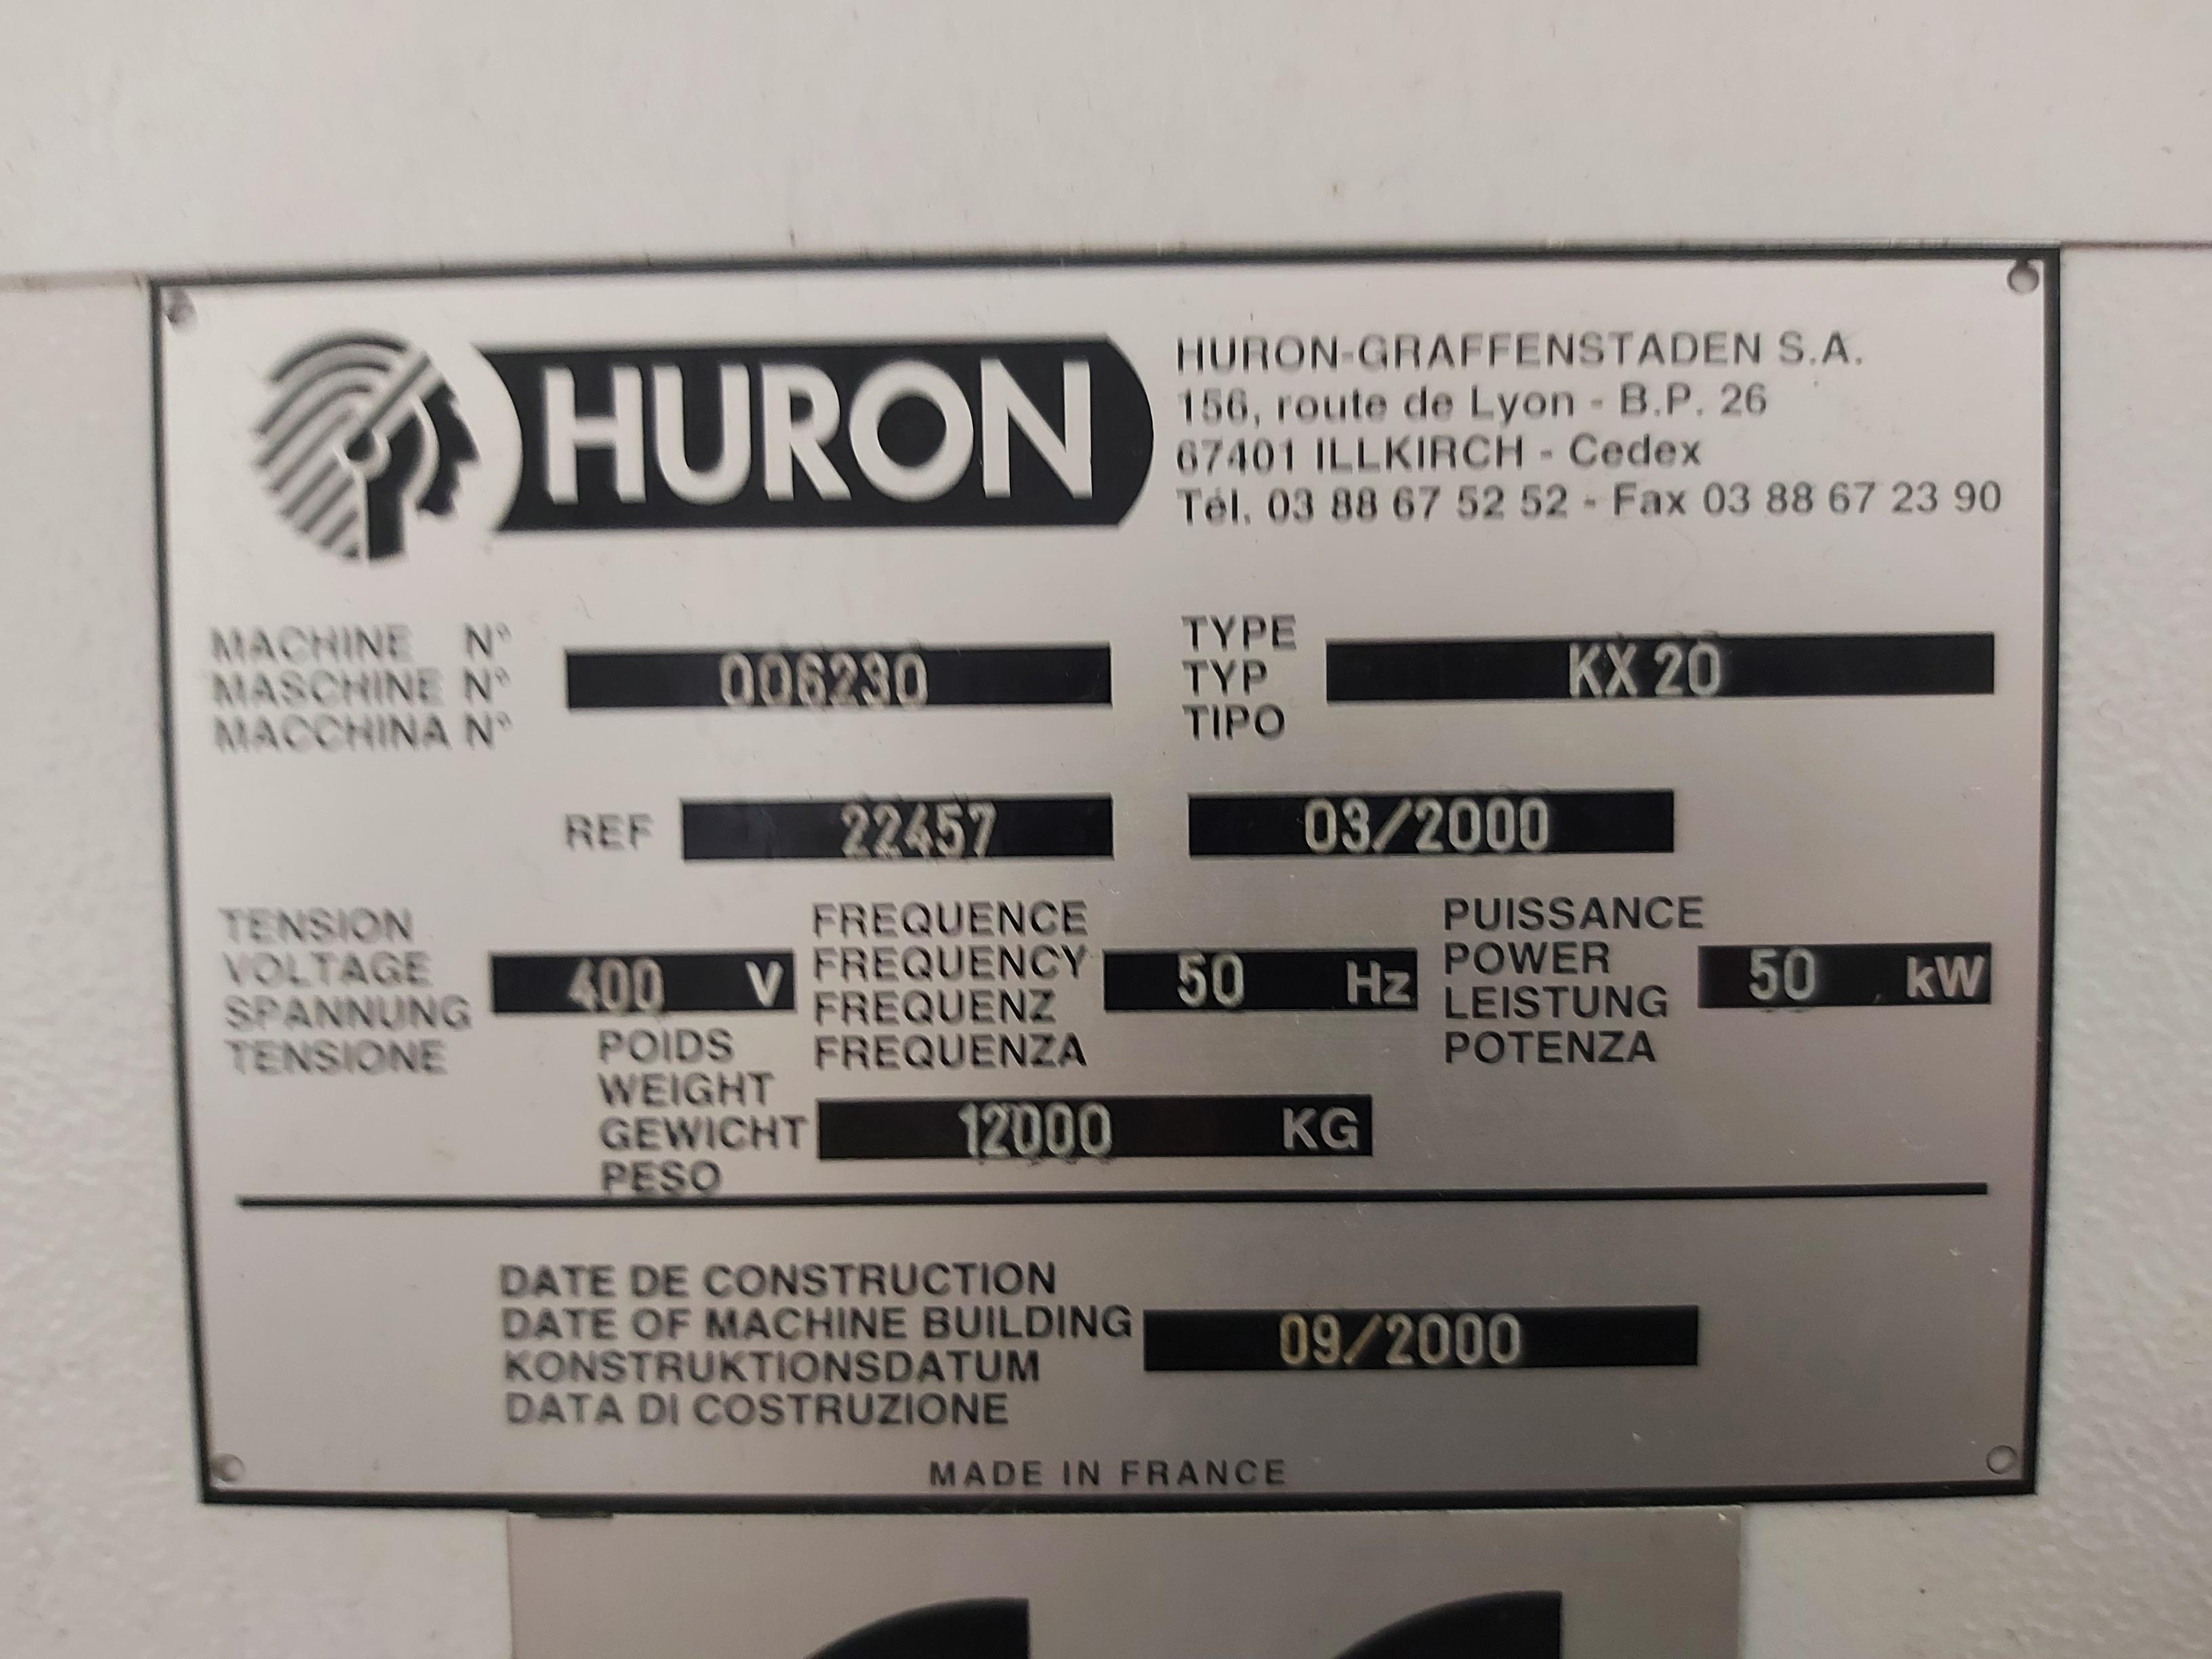 HURON
HURON-GRAFFENSTADEN S.A.
156, route de Lyon - B.P. 26
67401 ILLKIRCH - Cedex
Tél. 03 88 67 52 52 - Fax 03 88 67 23 90
MACHINE N°
MASCHINE N°
MACCHINA N°
006230
TYPE
TYP
TIPO
KX 20
REF 22457
03/2000
TENSION
VOLTAGE
SPANNUNG
TENSIONE
400 V
FREQUENCE
FREQUENCY
FREQUENZ
FREQUENZA
50 Hz
PUISSANCE
POWER
LEISTUNG
POTENZA
50 kW
POIDS
WEIGHT
GEWICHT
PESO
12000 KG
DATE DE CONSTRUCTION
DATE OF MACHINE BUILDING
KONSTRUKTIONSDATUM
DATA DI COSTRUZIONE
09/2000
MADE IN FRANCE